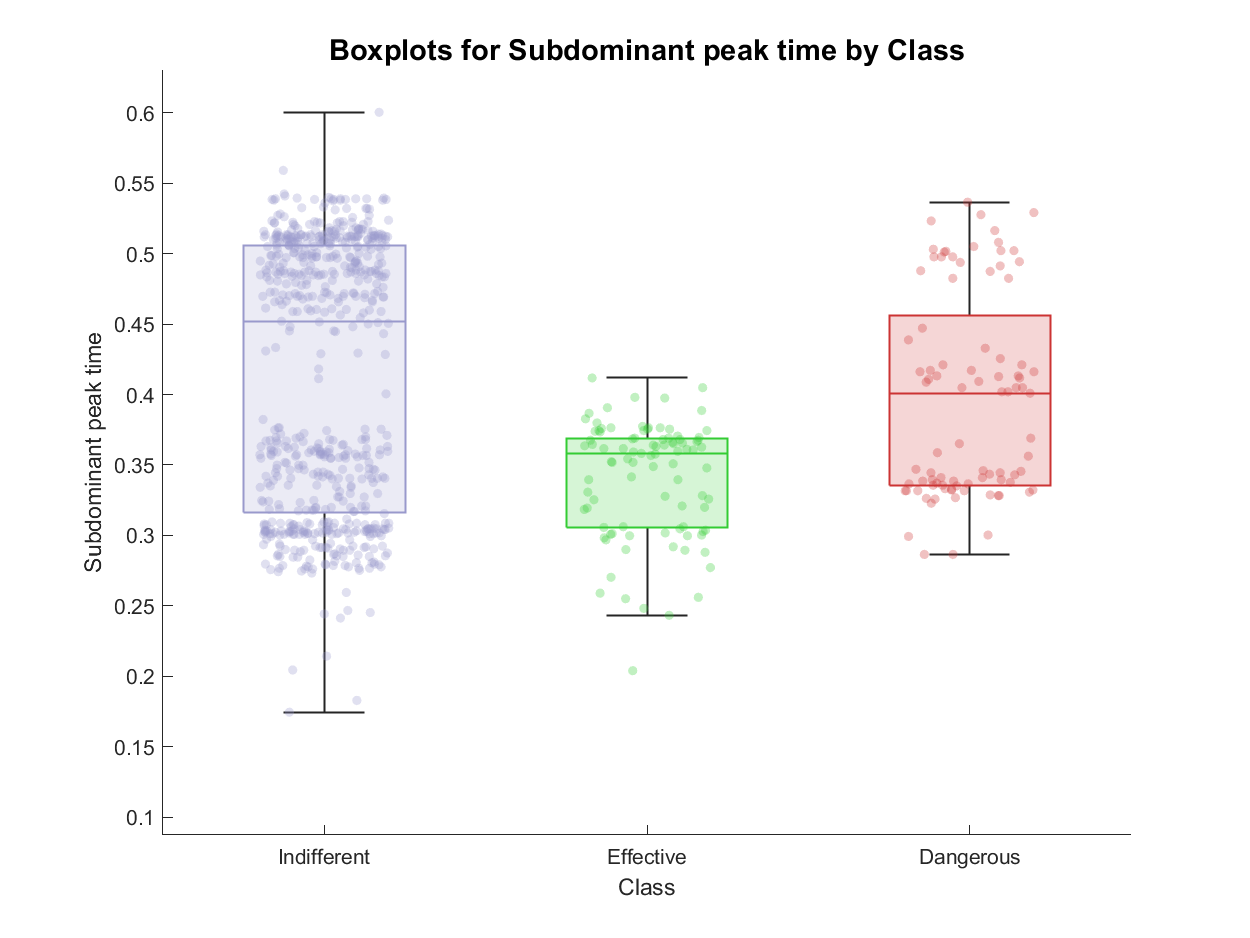 Boxplots for Subdominant peak time by Class
Subdominant peak time
0.6
0.55
0.5
0.45
0.4
0.35
0.3
0.25
0.2
0.15
0.1
Indifferent
Effective
Dangerous
Class